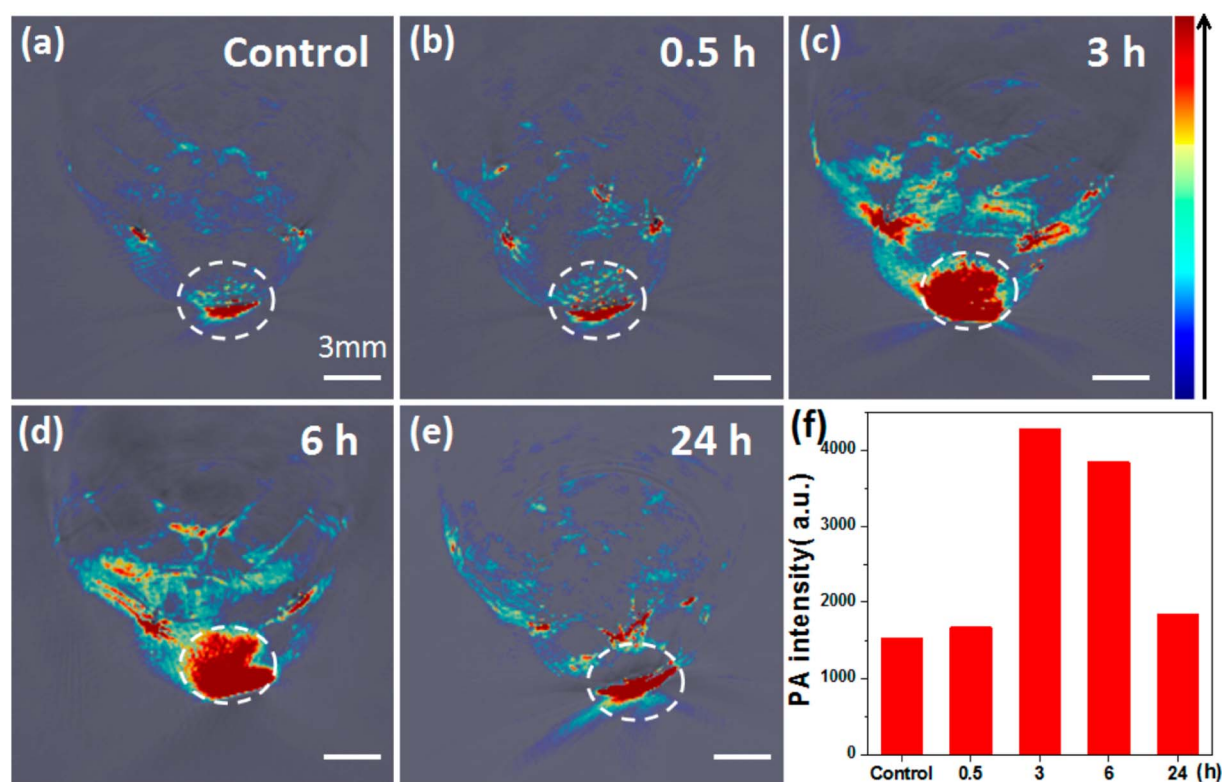 (a) Control
3mm
(b) 0.5 h
(c) 3 h
(d) 6 h
(e) 24 h
(f)
PA intensity( a.u.)
4000
4000
2000
1000
0
Control 0.5 3 6 24 (h)